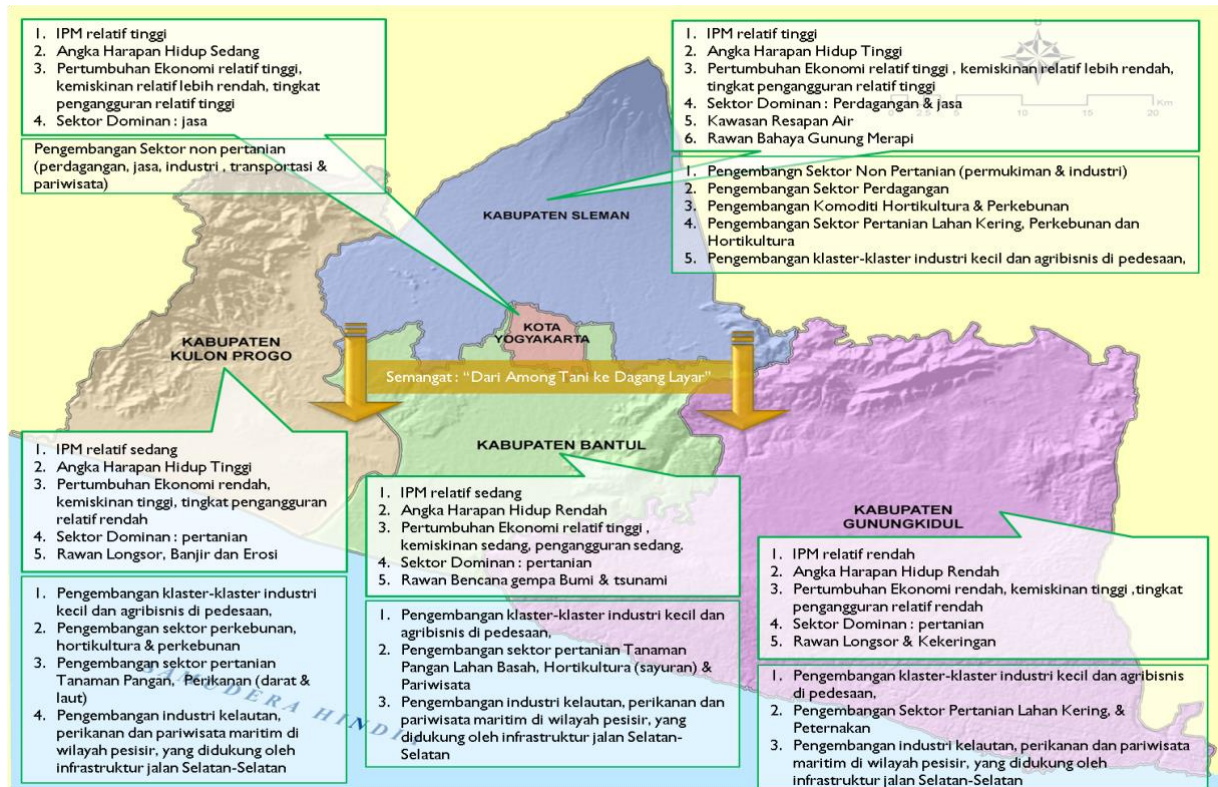 1. IPM relatif tinggi
2. Angka Harapan Hidup Sedang
3. Pertumbuhan Ekonomi relatif tinggi,
kemiskinan relatif lebih rendah, tingkat
pengangguran relatif tinggi
4. Sektor Dominan : jasa
Pengembangan Sektor non pertanian
(perdagangan, jasa, industri , transportasi &
pariwisata)
1. IPM relatif tinggi
2. Angka Harapan Hidup Tinggi
3. Pertumbuhan Ekonomi relatif tinggi , kemiskinan relatif lebih rendah,
tingkat pengangguran relatif tinggi
4. Sektor Dominan : Perdagangan & jasa
5. Kawasan Resapan Air
6. Rawan Bahaya Gunung Merapi
0 2.5 5 10 15 20 Km
1. Pengembangn Sektor Non Pertanian (permukiman & industri)
2. Pengembangan Sektor Perdagangan
3. Pengembangan Komoditi Hortikultura & Perkebunan
4. Pengembangan Sektor Pertanian Lahan Kering, Perkebunan dan
Hortikultura
5. Pengembangan klaster-klaster industri kecil dan agribisnis di pedesaan,
KABUPATEN SLEMAN
KOTA
YOGYAKARTA
KABUPATEN
KULON PROGO
Semangat : “Dari Among Tani ke Dagang Layar”
KABUPATEN BANTUL
KABUPATEN
GUNUNGKIDUL
1. IPM relatif sedang
2. Angka Harapan Hidup Tinggi
3. Pertumbuhan Ekonomi rendah,
kemiskinan tinggi, tingkat pengangguran
relatif rendah
4. Sektor Dominan : pertanian
5. Rawan Longsor, Banjir dan Erosi
1. Pengembangan klaster-klaster industri
kecil dan agribisnis di pedesaan,
2. Pengembangan sektor perkebunan,
hortikultura & perkebunan
3. Pengembangan sektor pertanian
Tanaman Pangan, Perikanan (darat &
laut)
4. Pengembangan industri kelautan,
perikanan dan pariwisata maritim di
wilayah pesisir, yang didukung oleh
infrastruktur jalan Selatan-Selatan
1. IPM relatif sedang
2. Angka Harapan Hidup Rendah
3. Pertumbuhan Ekonomi relatif tinggi ,
kemiskinan sedang, pengangguran sedang.
4. Sektor Dominan : pertanian
5. Rawan Bencana gempa Bumi & tsunami
1. Pengembangan klaster-klaster industri kecil dan
agribisnis di pedesaan,
2. Pengembangan sektor pertanian Tanaman
Pangan Lahan Basah, Hortikultura (sayuran) &
Pariwisata
3. Pengembangan industri kelautan, perikanan dan
pariwisata maritim di wilayah pesisir, yang
didukung oleh infrastruktur jalan Selatan-
Selatan
1. IPM relatif rendah
2. Angka Harapan Hidup Rendah
3. Pertumbuhan Ekonomi rendah, kemiskinan tinggi ,tingkat
pengangguran relatif rendah
4. Sektor Dominan : pertanian
5. Rawan Longsor & Kekeringan
1. Pengembangan klaster-klaster industri kecil dan agribisnis
di pedesaan,
2. Pengembangan Sektor Pertanian Lahan Kering, &
Peternakan
3. Pengembangan industri kelautan, perikanan dan pariwisata
maritim di wilayah pesisir, yang didukung oleh
infrastruktur jalan Selatan-Selatan